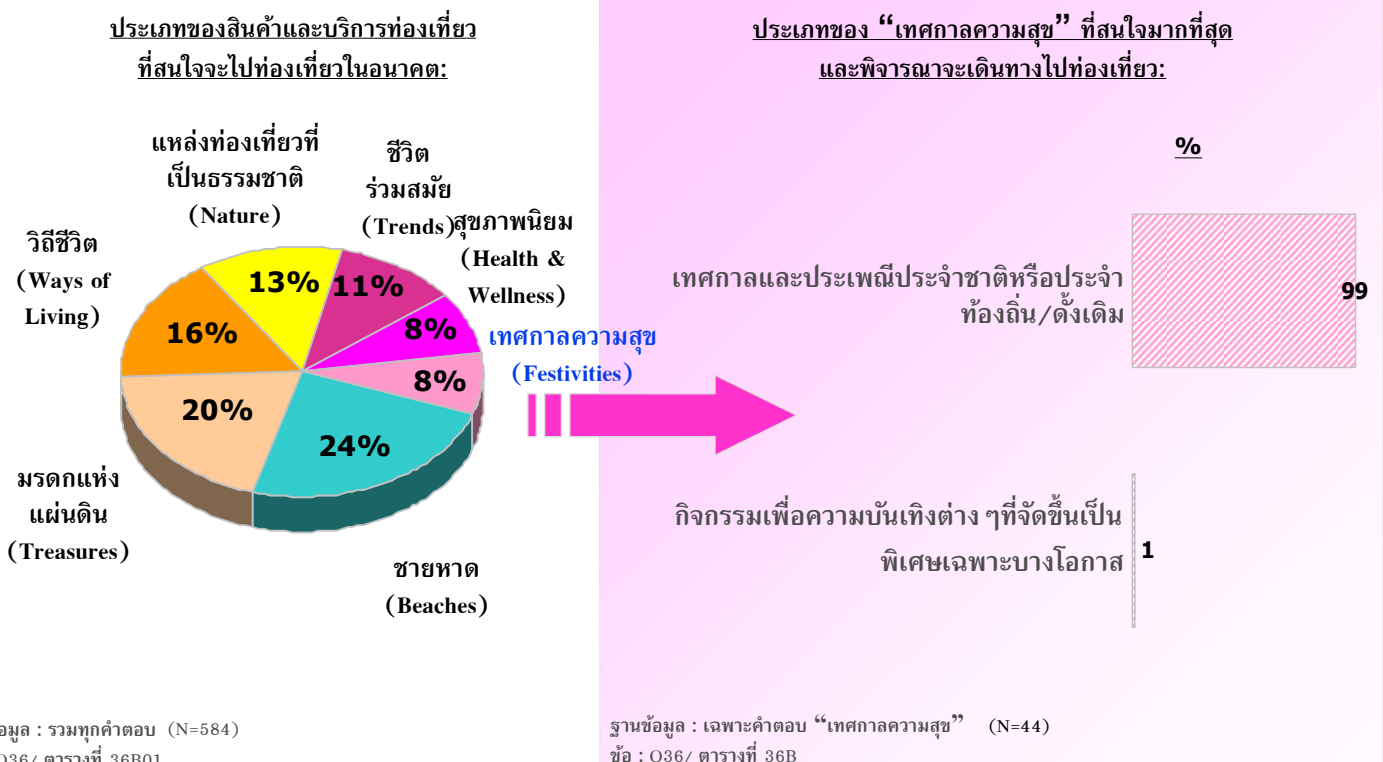 ประเภทของสินค้าและบริการท่องเที่ยว
ที่สนใจจะไปท่องเที่ยวในอนาคต:
แหล่งท่องเที่ยวที่
เป็นธรรมชาติ
(Nature)
ชีวิต
ร่วมสมัย
(Trends)
สุขภาพนิยม
(Health &
Wellness)
วิถีชีวิต
(Ways of
Living)
เทศกาลความสุข
(Festivities)
13%
11%
8%
16%
8%
20%
24%
มรดกแห่ง
แผ่นดิน
(Treasures)
ชายหาด
(Beaches)
อมูล : รวมทุกคำตอบ (N=584)
Q36/ ตารางที่ 36B01
ประเภทของ “เทศกาลความสุข” ที่สนใจมากที่สุด
และพิจารณาจะเดินทางไปท่องเที่ยว:
%
เทศกาลและประเพณีประจำชาติหรือประจำ
ท้องถิ่น/ดั้งเดิม
99
กิจกรรมเพื่อความบันเทิงต่าง ๆที่จัดขึ้นเป็น
พิเศษเฉพาะบางโอกาส
1
ฐานข้อมูล : เฉพาะคำตอบ “เทศกาลความสุข” (N=44)
ข้อ : Q36/ ตารางที่ 36B